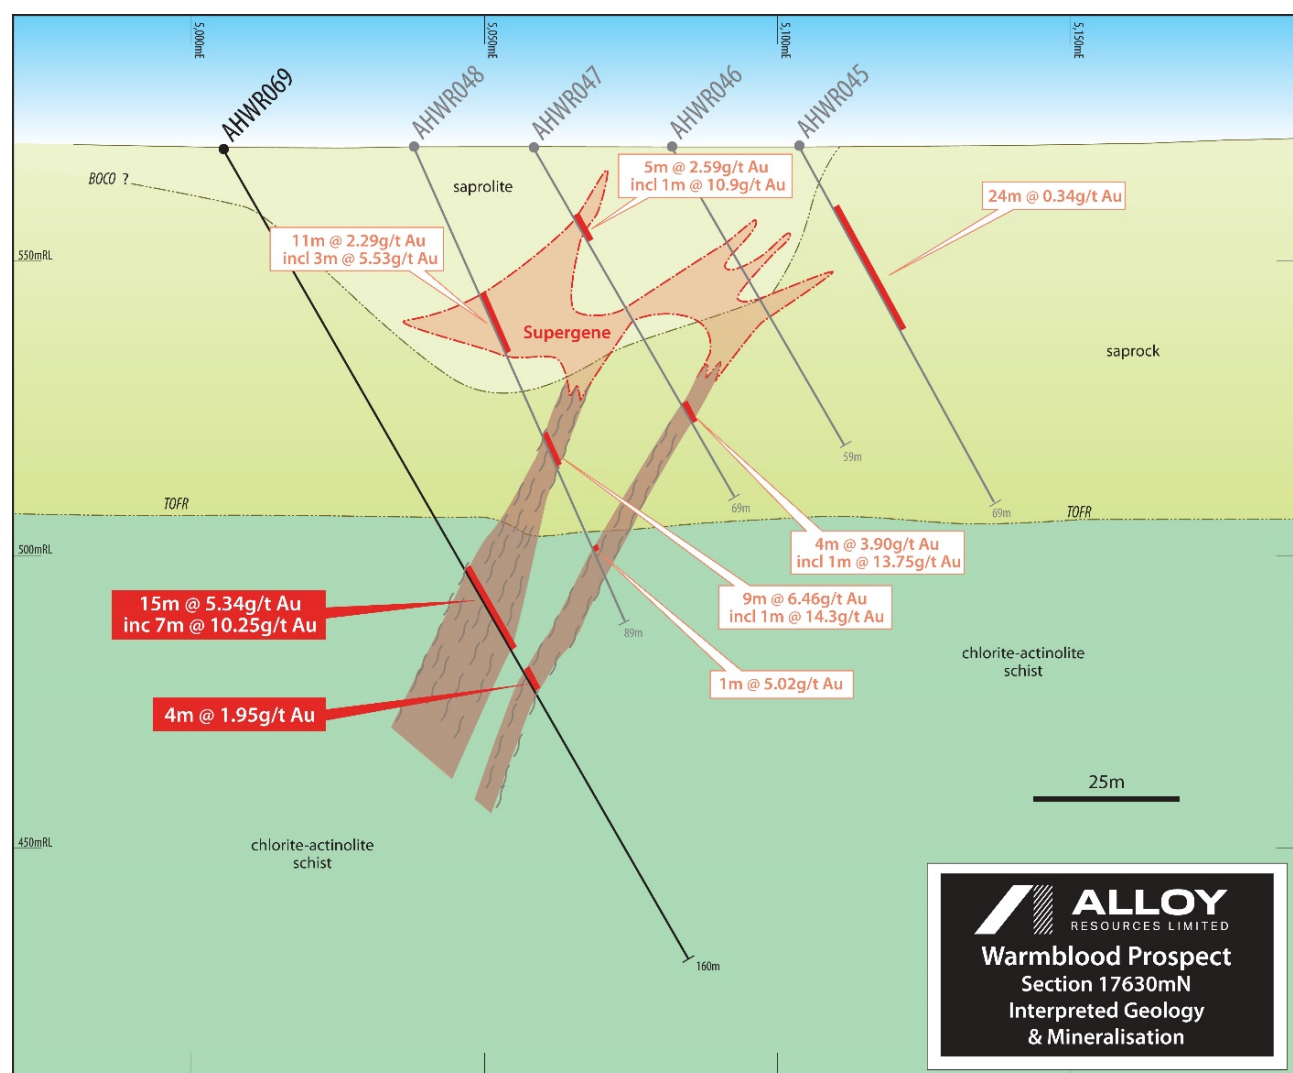 5,000mE
5,050mE
5,100mE
5,150mE
AHWR069
AHWR048
AHWR047
AHWR046
AHWR045
BOCO ?
saprolite
5m @ 2.59g/t Au
incl 1m @ 10.9g/t Au
24m @ 0.34g/t Au
11m @ 2.29g/t Au
incl 3m @ 5.53g/t Au
550mRL
Supergene
saprock
59m
69m
69m
TOFR
TOFR
4m @ 3.90g/t Au
incl 1m @ 13.75g/t Au
500mRL
15m @ 5.34g/t Au
inc 7m @ 10.25g/t Au
9m @ 6.46g/t Au
incl 1m @ 14.3g/t Au
89m
chlorite-actinolite
schist
1m @ 5.02g/t Au
4m @ 1.95g/t Au
25m
450mRL
chlorite-actinolite
schist
160m
ALLOY
RESOURCES LIMITED
Warmblood Prospect
Section 17630mN
Interpreted Geology
& Mineralisation